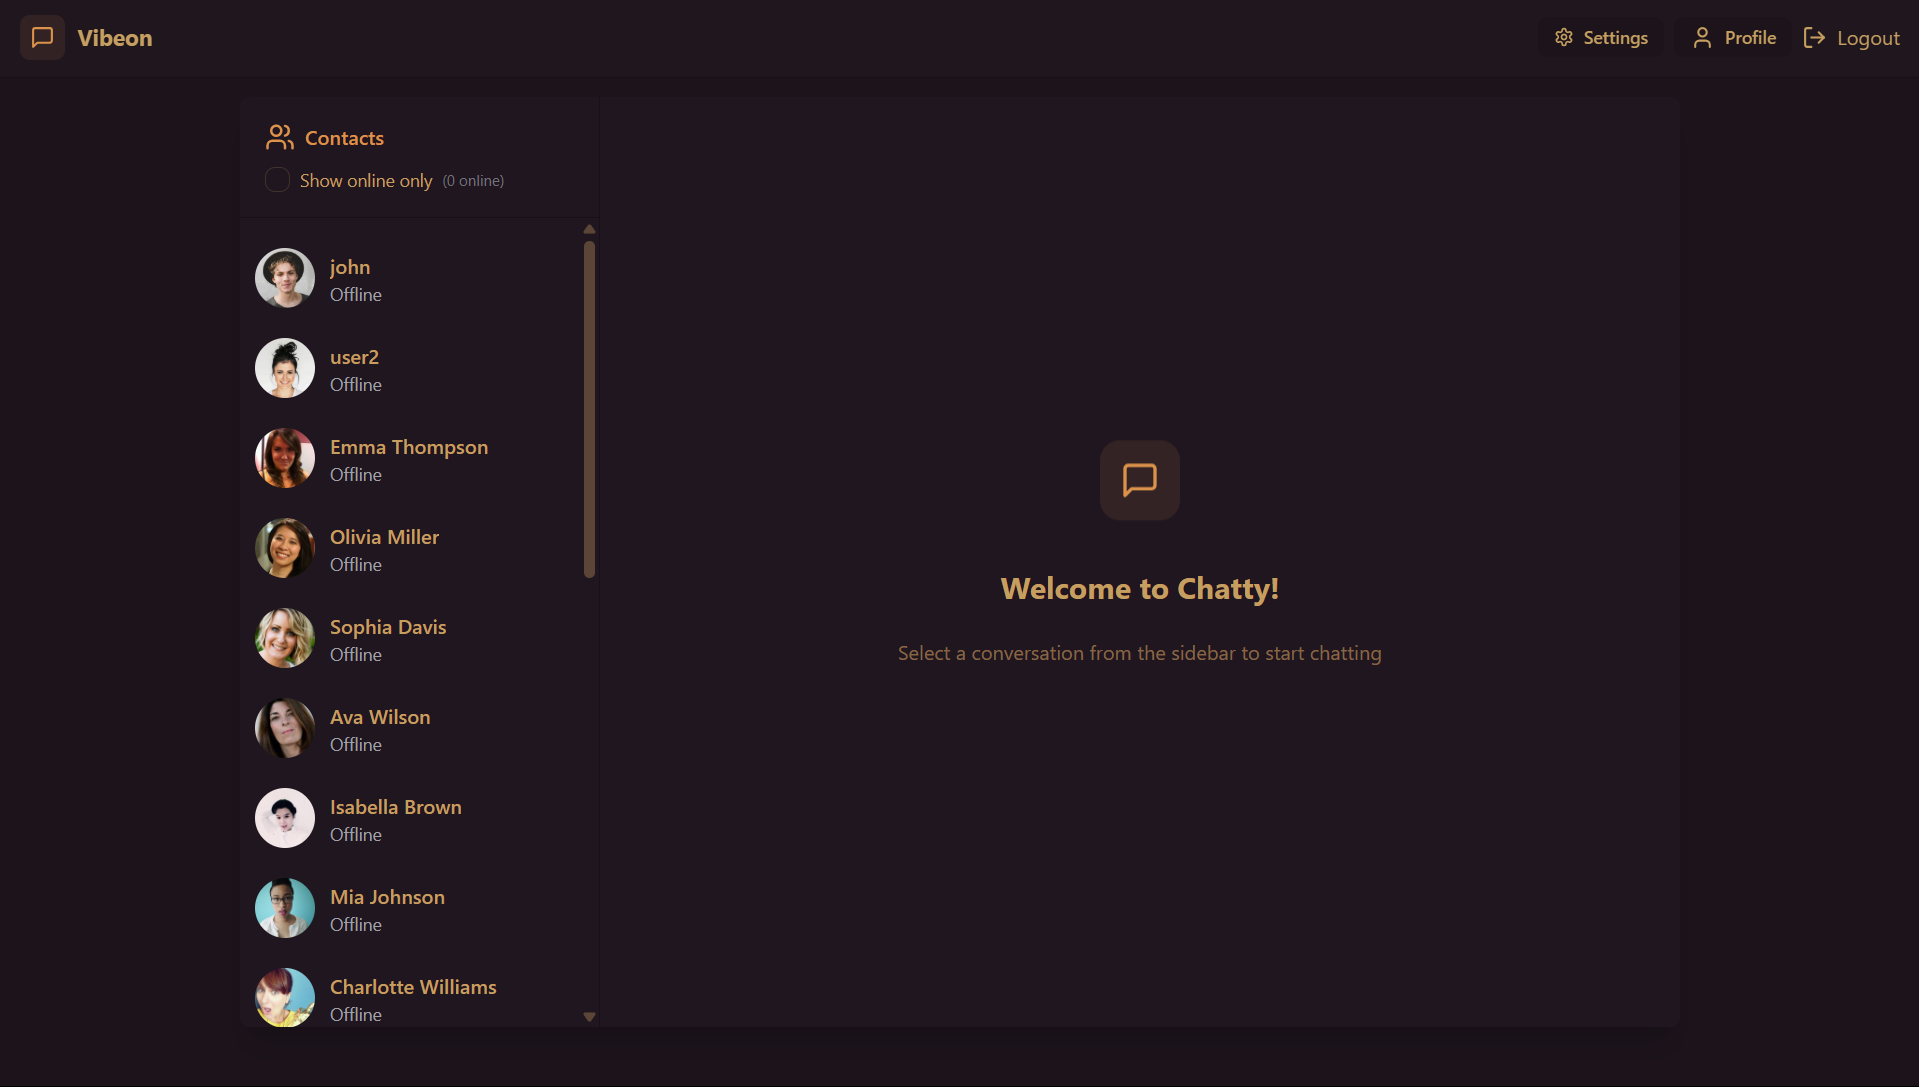 Vibeon
Settings
Profile
Logout
Contacts
Show online only (0 online)
john
Offline
user2
Offline
Emma Thompson
Offline
Olivia Miller
Offline
Sophia Davis
Offline
Ava Wilson
Offline
Isabella Brown
Offline
Mia Johnson
Offline
Charlotte Williams
Offline
Welcome to Chatty!
Select a conversation from the sidebar to start chatting